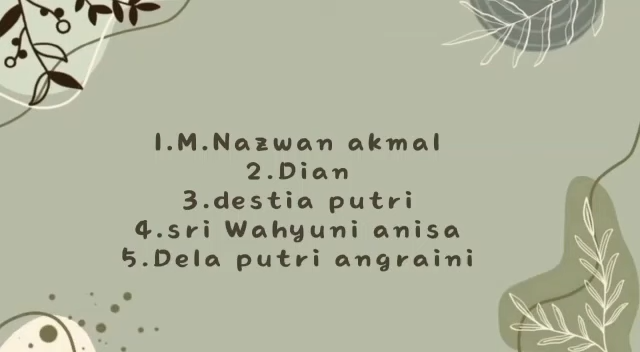 1.M.Nazwan akmal
2.Dian
3.destia putri
4.sri Wahyuni anisa
5.Dela putri angraini